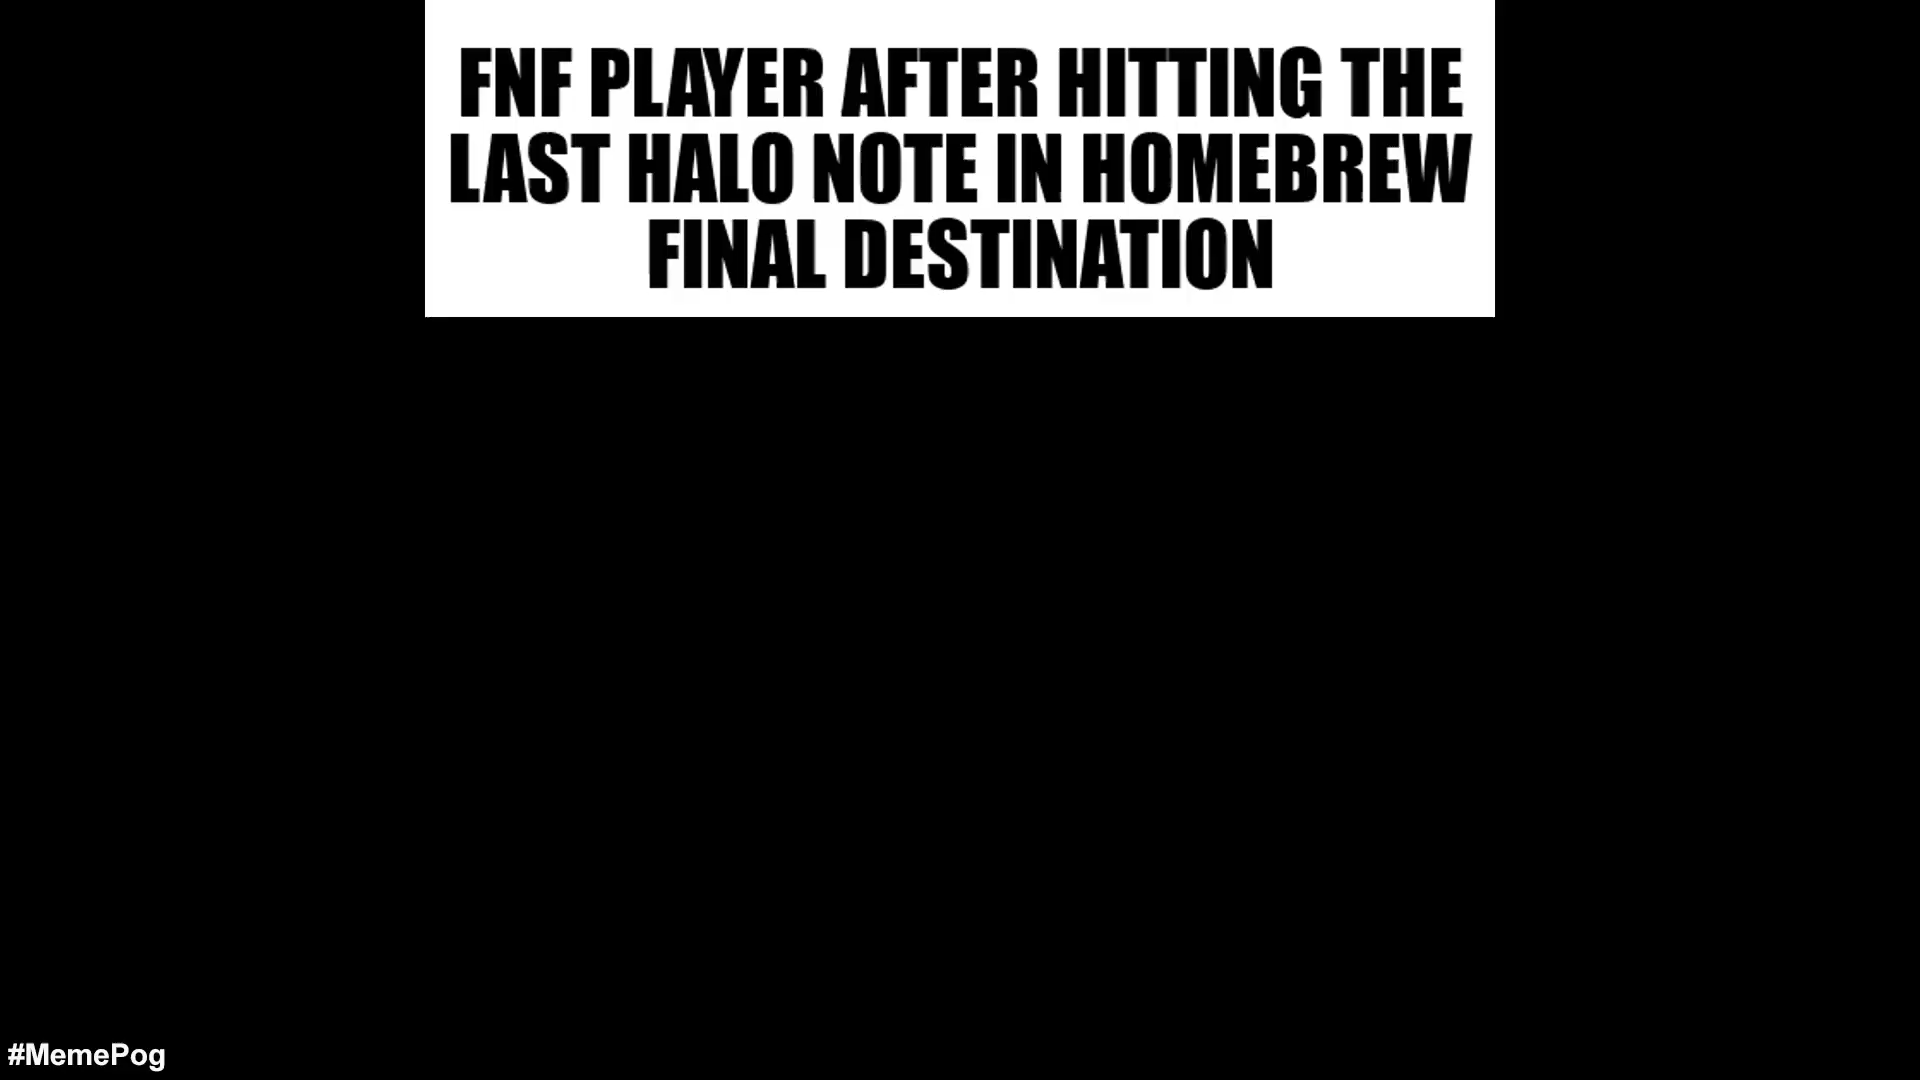 FNF PLAYER AFTER HITTING THE
LAST HALO NOTE IN HOMEBREW
FINAL DESTINATION
#MemePog